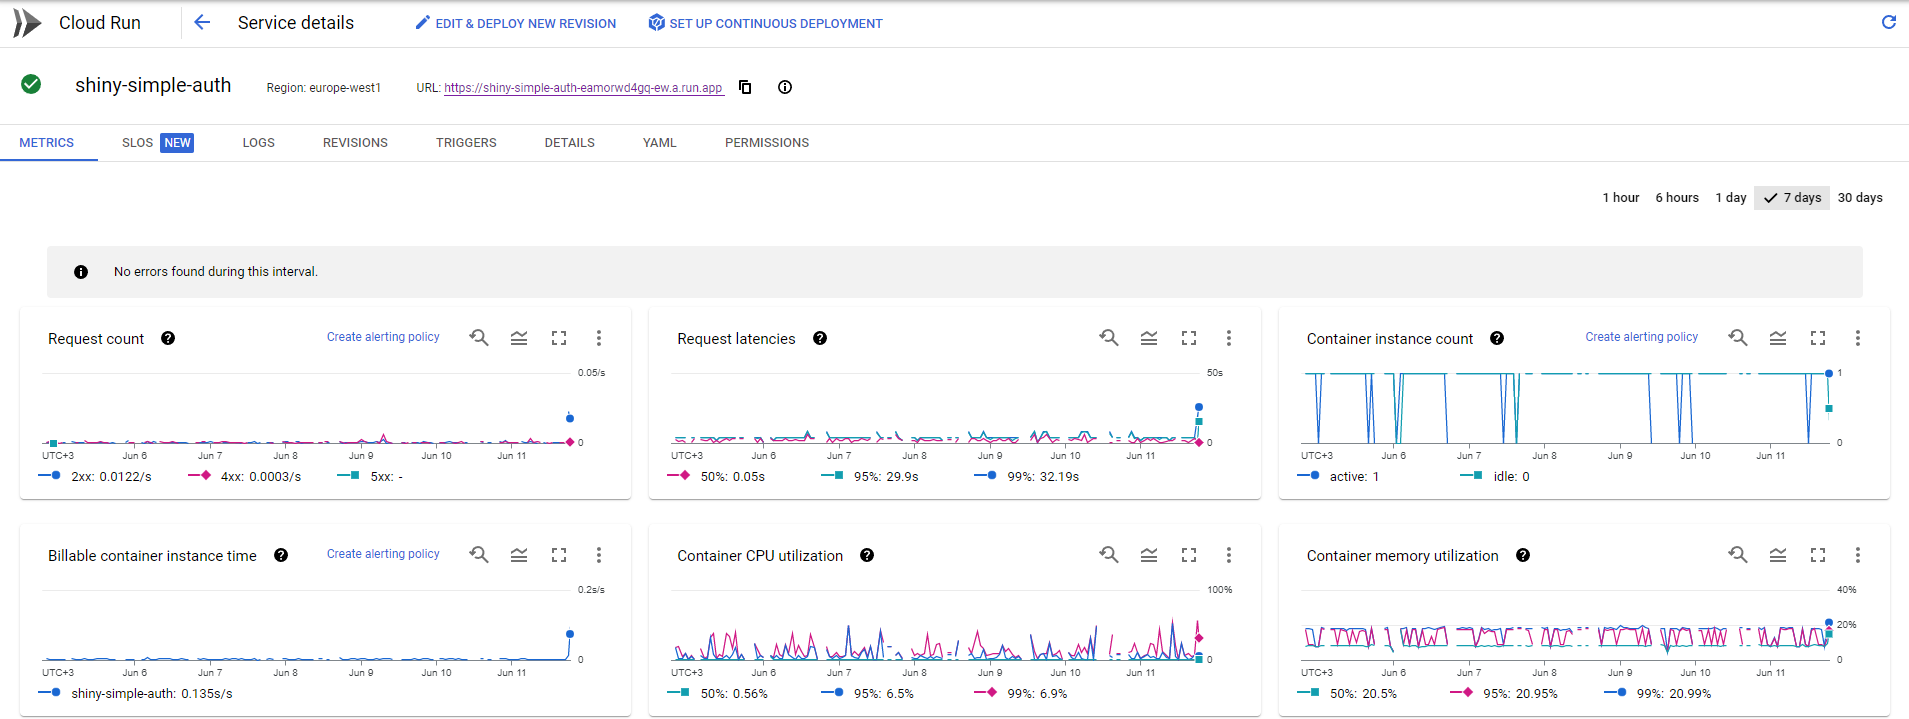 Cloud Run Service details EDIT & DEPLOY NEW REVISION SET UP CONTINUOUS DEPLOYMENT
shiny-simple-auth Region: europe-west1 URL: https://shiny-simple-auth-eamorwd4gq-ew.a.run.app
METRICS SLOS NEW LOGS REVISIONS TRIGGERS DETAILS YAML PERMISSIONS
1 hour 6 hours 1 day 7 days 30 days
No errors found during this interval.
Request count Create alerting policy
0.05/s
0
UTC+3 Jun 6 Jun 7 Jun 8 Jun 9 Jun 10 Jun 11
2xx: 0.0122/s 4xx: 0.0003/s 5xx: -
Request latencies
50s
0
UTC+3 Jun 6 Jun 7 Jun 8 Jun 9 Jun 10 Jun 11
50%: 0.05s 95%: 29.9s 99%: 32.19s
Container instance count Create alerting policy
1
0
UTC+3 Jun 6 Jun 7 Jun 8 Jun 9 Jun 10 Jun 11
active: 1 idle: 0
Billable container instance time Create alerting policy
0.2s/s
0
UTC+3 Jun 6 Jun 7 Jun 8 Jun 9 Jun 10 Jun 11
shiny-simple-auth: 0.135s/s
Container CPU utilization
100%
0
UTC+3 Jun 6 Jun 7 Jun 8 Jun 9 Jun 10 Jun 11
50%: 0.56% 95%: 6.5% 99%: 6.9%
Container memory utilization
40%
20%
0
UTC+3 Jun 6 Jun 7 Jun 8 Jun 9 Jun 10 Jun 11
50%: 20.5% 95%: 20.95% 99%: 20.99%